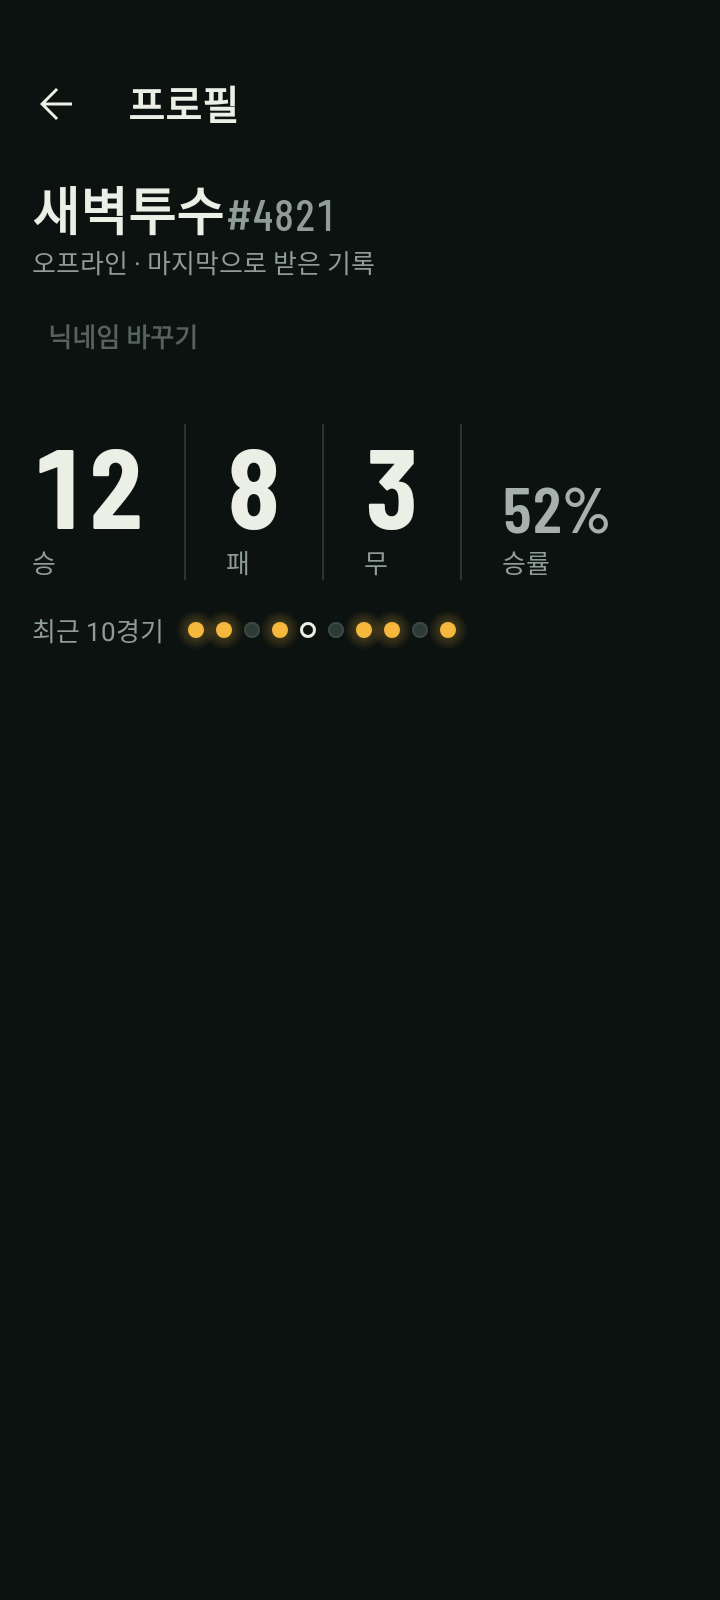 프로필
새벽투수#4821
오프라인 · 마지막으로 받은 기록
닉네임 바꾸기
12 8 3 52%
승 패 무 승률
최근 10경기